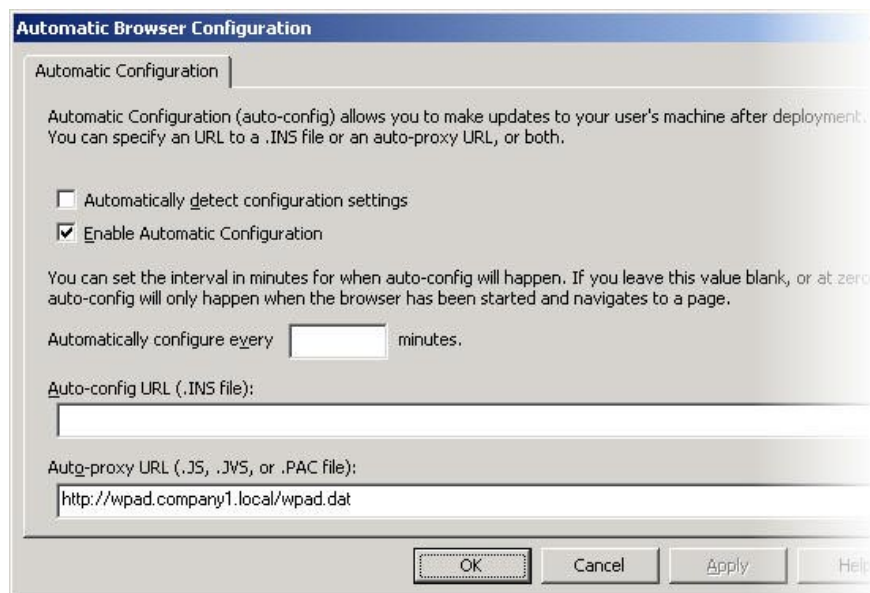 Automatic Browser Configuration
Automatic Configuration
Automatic Configuration (auto-config) allows you to make updates to your user's machine after deployment.
You can specify an URL to a .INS file or an auto-proxy URL, or both.
Automatically detect configuration settings
Enable Automatic Configuration
You can set the interval in minutes for when auto-config will happen. If you leave this value blank, or at zero
auto-config will only happen when the browser has been started and navigates to a page.
Automatically configure every minutes.
Auto-config URL (.INS file):
Auto-proxy URL (.JS, .JVS, or .PAC file):
http://wpad.company1.local/wpad.dat
OK Cancel Apply Help